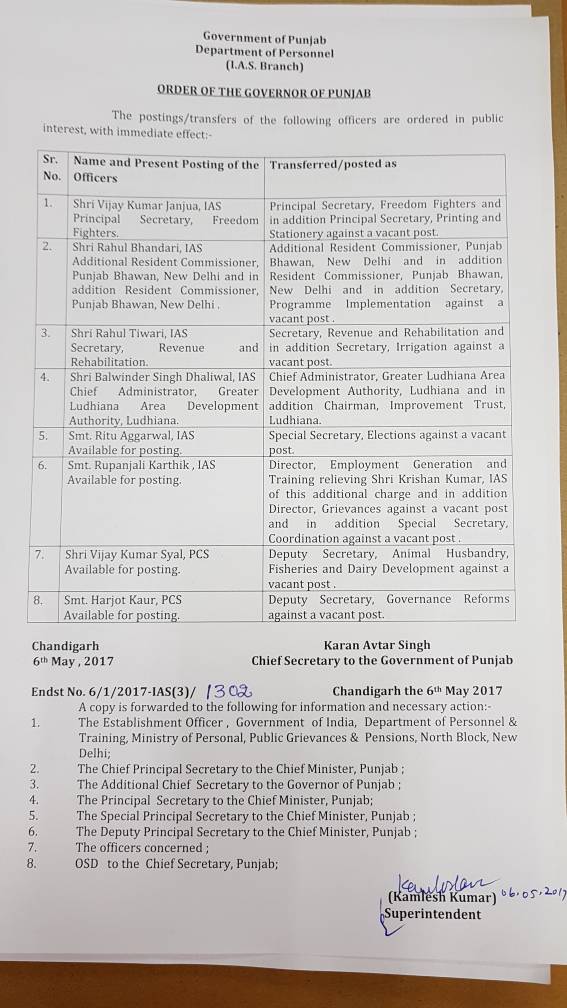 Government of Punjab
Department of Personnel
(I.A.S. Branch)
ORDER OF THE GOVERNOR OF PUNJAB
The postings/transfers of the following officers are ordered in public
interest, with immediate effect:-
Sr. No.
Name and Present Posting of the Officers
Transferred/posted as
1.
Shri Vijay Kumar Janjua, IAS
Principal Secretary, Freedom
Fighters.
Principal Secretary, Freedom Fighters and
in addition Principal Secretary, Printing and
Stationery against a vacant post.
2.
Shri Rahul Bhandari, IAS
Additional Resident Commissioner,
Punjab Bhawan, New Delhi and in
addition Resident Commissioner,
Punjab Bhawan, New Delhi .
Additional Resident Commissioner, Punjab
Bhawan, New Delhi and in addition
Resident Commissioner, Punjab Bhawan,
New Delhi and in addition Secretary,
Programme Implementation against a
vacant post .
3.
Shri Rahul Tiwari, IAS
Secretary, Revenue and
Rehabilitation.
Secretary, Revenue and Rehabilitation and
in addition Secretary, Irrigation against a
vacant post.
4.
Shri Balwinder Singh Dhaliwal, IAS
Chief Administrator, Greater
Ludhiana Area Development
Authority, Ludhiana.
Chief Administrator, Greater Ludhiana Area
Development Authority, Ludhiana and in
addition Chairman, Improvement Trust,
Ludhiana.
5.
Smt. Ritu Aggarwal, IAS
Available for posting.
Special Secretary, Elections against a vacant
post.
6.
Smt. Rupanjali Karthik , IAS
Available for posting.
Director, Employment Generation and
Training relieving Shri Krishan Kumar, IAS
of this additional charge and in addition
Director, Grievances against a vacant post
and in addition Special Secretary,
Coordination against a vacant post .
7.
Shri Vijay Kumar Syal, PCS
Available for posting.
Deputy Secretary, Animal Husbandry,
Fisheries and Dairy Development against a
vacant post .
8.
Smt. Harjot Kaur, PCS
Available for posting.
Deputy Secretary, Governance Reforms
against a vacant post.
Chandigarh
6th May , 2017
Karan Avtar Singh
Chief Secretary to the Government of Punjab
Endst No. 6/1/2017-IAS(3)/ 1302 Chandigarh the 6th May 2017
A copy is forwarded to the following for information and necessary action:-
1. The Establishment Officer , Government of India, Department of Personnel &
Training, Ministry of Personal, Public Grievances & Pensions, North Block, New
Delhi;
2. The Chief Principal Secretary to the Chief Minister, Punjab ;
3. The Additional Chief Secretary to the Governor of Punjab ;
4. The Principal Secretary to the Chief Minister, Punjab;
5. The Special Principal Secretary to the Chief Minister, Punjab ;
6. The Deputy Principal Secretary to the Chief Minister, Punjab ;
7. The officers concerned ;
8. OSD to the Chief Secretary, Punjab;
(Kamlesh Kumar) 06.05.2017
Superintendent